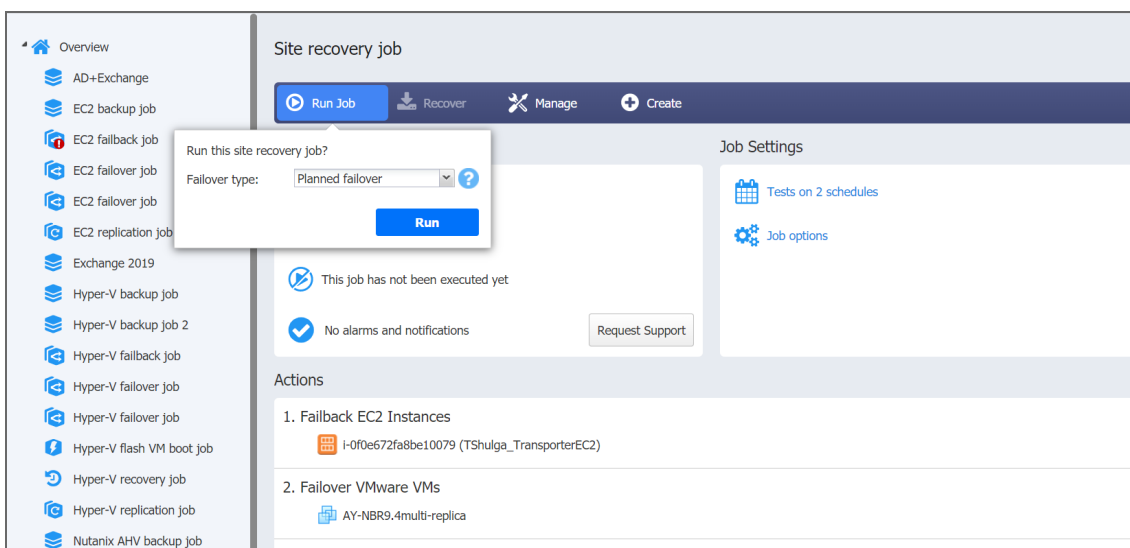 Overview
AD+Exchange
EC2 backup job
EC2 failback job
EC2 failover job
EC2 failover job
EC2 replication job
Exchange 2019
Hyper-V backup job
Hyper-V backup job 2
Hyper-V failback job
Hyper-V failover job
Hyper-V failover job
Hyper-V flash VM boot job
Hyper-V recovery job
Hyper-V replication job
Nutanix AHV backup job
Site recovery job
Run Job Recover Manage Create
Run this site recovery job?
Failover type: Planned failover ?
Run
This job has not been executed yet
No alarms and notifications
Request Support
Job Settings
Tests on 2 schedules
Job options
Actions
1. Failback EC2 Instances
i-0f0e672fa8be10079 (TShulga_TransporterEC2)
2. Failover VMware VMs
AY-NBR9.4multi-replica